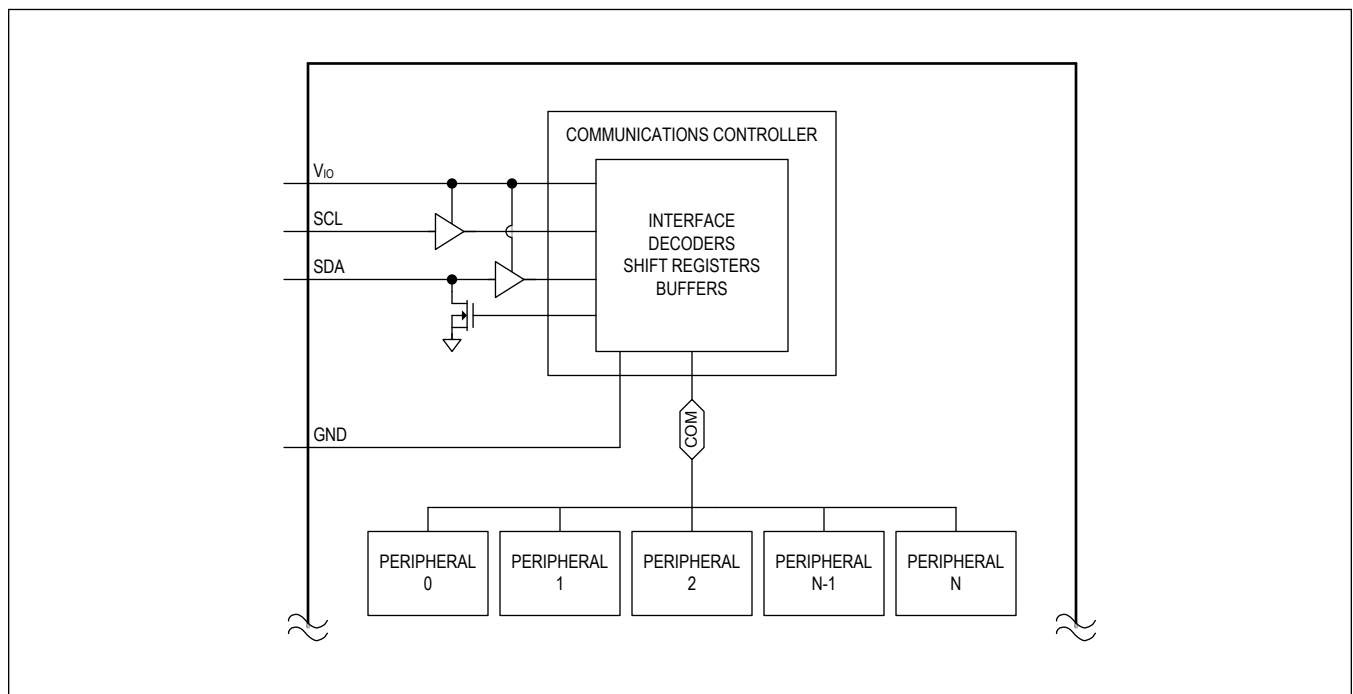 COMMUNICATIONS CONTROLLER
VIO
SCL
SDA
GND
INTERFACE
DECODERS
SHIFT REGISTERS
BUFFERS
COM
PERIPHERAL
0
PERIPHERAL
1
PERIPHERAL
2
PERIPHERAL
N-1
PERIPHERAL
N